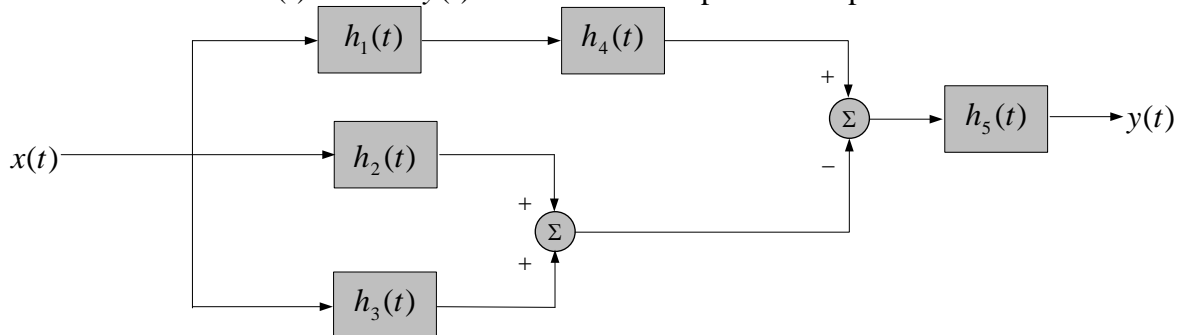 h₁(t)
h₄(t)
+
Σ
h₅(t)
y(t)
x(t)
h₂(t)
−
+
Σ
+
h₃(t)